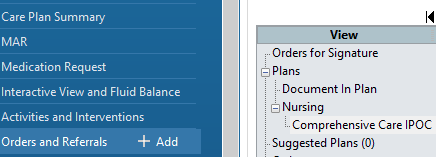 Care Plan Summary
MAR
Medication Request
Interactive View and Fluid Balance
Activities and Interventions
Orders and Referrals + Add
View
Orders for Signature
Plans
Document In Plan
Nursing
Comprehensive Care IPOC
Suggested Plans (0)